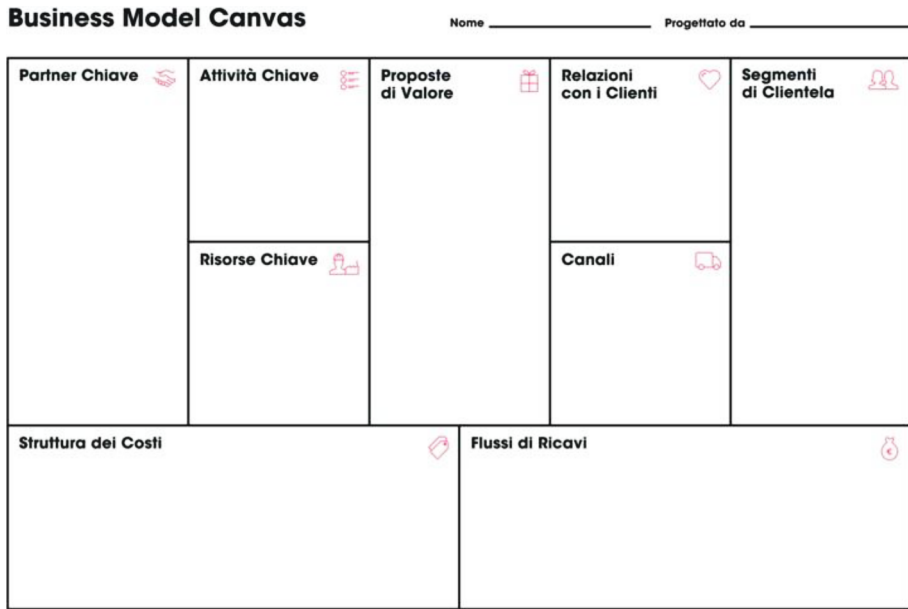 Business Model Canvas
Nome
Progettato da
Partner Chiave
Attività Chiave
Proposte
di Valore
Relazioni
con i Clienti
Segmenti
di Clientela
Risorse Chiave
Canali
Struttura dei Costi
Flussi di Ricavi
€